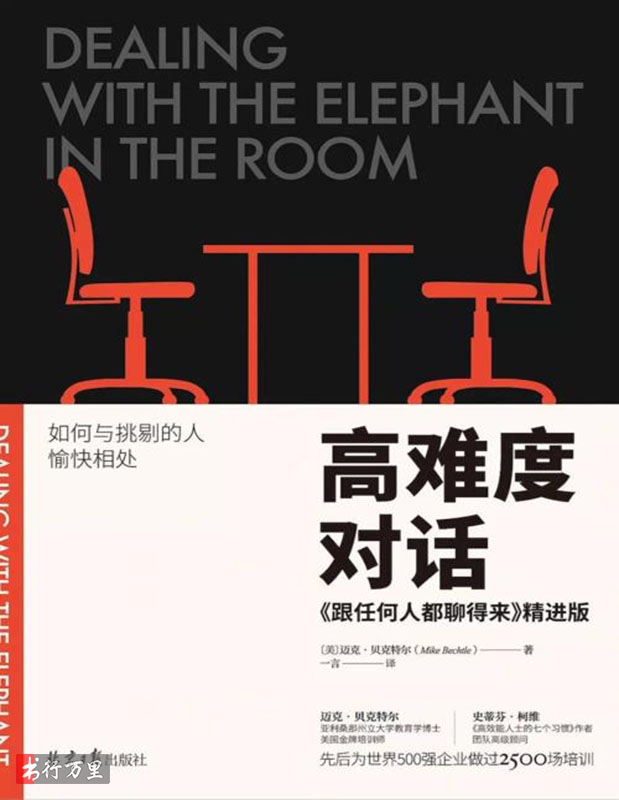 DEALING
WITH THE ELEPHANT
IN THE ROOM
如何与挑剔的人
愉快相处
高难度
对话
《跟任何人都聊得来》精进版
〔美〕迈克·贝克特尔（Mike Bechtle）———著
一言———译
迈克·贝克特尔
亚利桑那州立大学教育学博士
美国金牌培训师
史蒂芬·柯维
《高效能人士的七个习惯》作者
团队高级顾问
先后为世界500强企业做过2500场培训
DEALING WITH THE ELEPHANT
北京日报出版社
书行万里